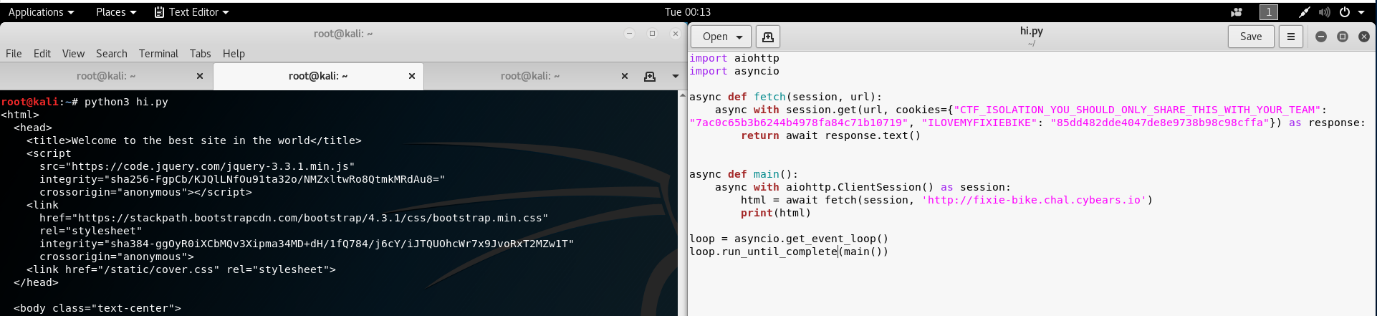 Applications Places Text Editor Tue 00:13 1
root@kali: ~
File Edit View Search Terminal Tabs Help
root@kali: ~ × root@kali: ~ × root@kali: ~ ×
root@kali:~# python3 hi.py
<html>
  <head>
    <title>Welcome to the best site in the world</title>
    <script
      src="https://code.jquery.com/jquery-3.3.1.min.js"
      integrity="sha256-FgpCb/KJQlLNfOu91ta32o/NMZxltwRo8QtmkMRdAu8="
      crossorigin="anonymous"></script>
    <link
      href="https://stackpath.bootstrapcdn.com/bootstrap/4.3.1/css/bootstrap.min.css"
      rel="stylesheet"
      integrity="sha384-ggOyR0iXCbMQv3Xipma34MD+dH/1fQ784/j6cY/iJTQUOhcWr7x9JvoRxT2MZw1T"
      crossorigin="anonymous">
    <link href="/static/cover.css" rel="stylesheet">
  </head>

  <body class="text-center">
Open hi.py Save
~/
import aiohttp
import asyncio

async def fetch(session, url):
    async with session.get(url, cookies={"CTF_ISOLATION_YOU_SHOULD_ONLY_SHARE_THIS_WITH_YOUR_TEAM":
"7ac0c65b3b6244b4978fa84c71b10719", "ILOVEMYFIXIEBIKE": "85dd482dde4047de8e9738b98c98cffa"}) as response:
        return await response.text()

async def main():
    async with aiohttp.ClientSession() as session:
        html = await fetch(session, 'http://fixie-bike.chal.cybears.io')
        print(html)

loop = asyncio.get_event_loop()
loop.run_until_complete(main())